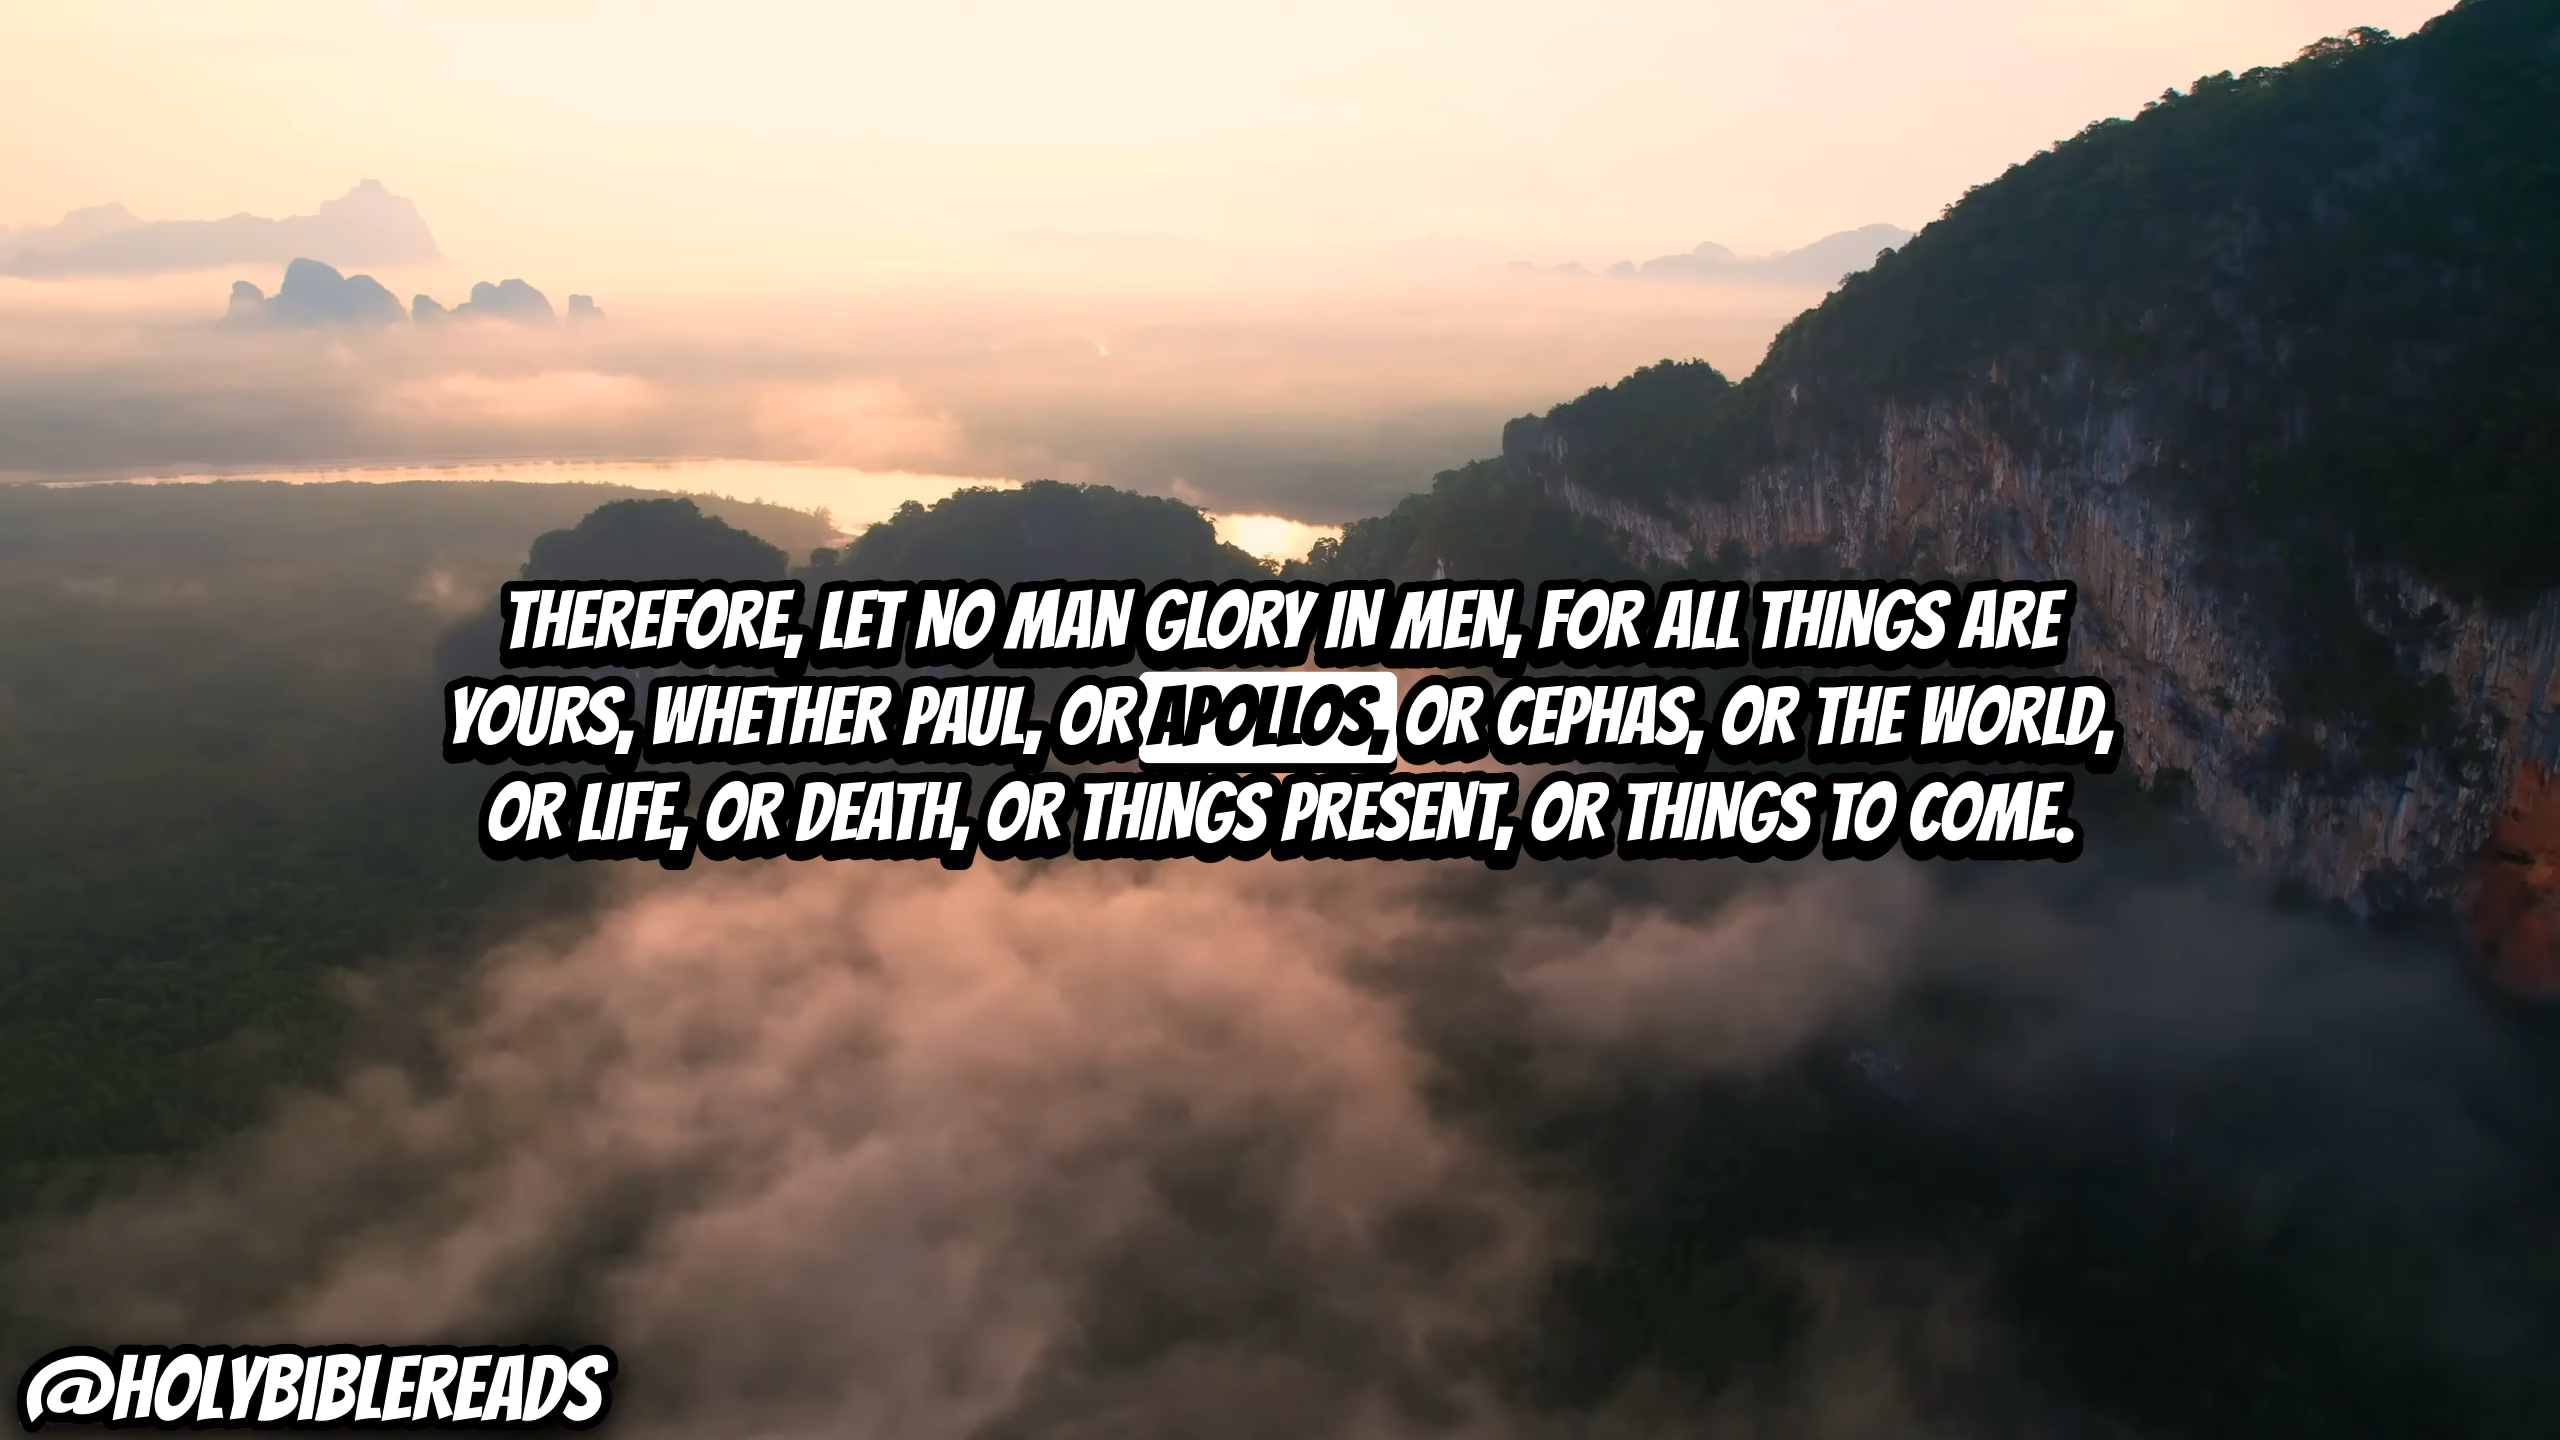 THEREFORE, LET NO MAN GLORY IN MEN, FOR ALL THINGS ARE
YOURS, WHETHER PAUL, OR APOLLOS, OR CEPHAS, OR THE WORLD,
OR LIFE, OR DEATH, OR THINGS PRESENT, OR THINGS TO COME.
@HOLYBIBLEREADS